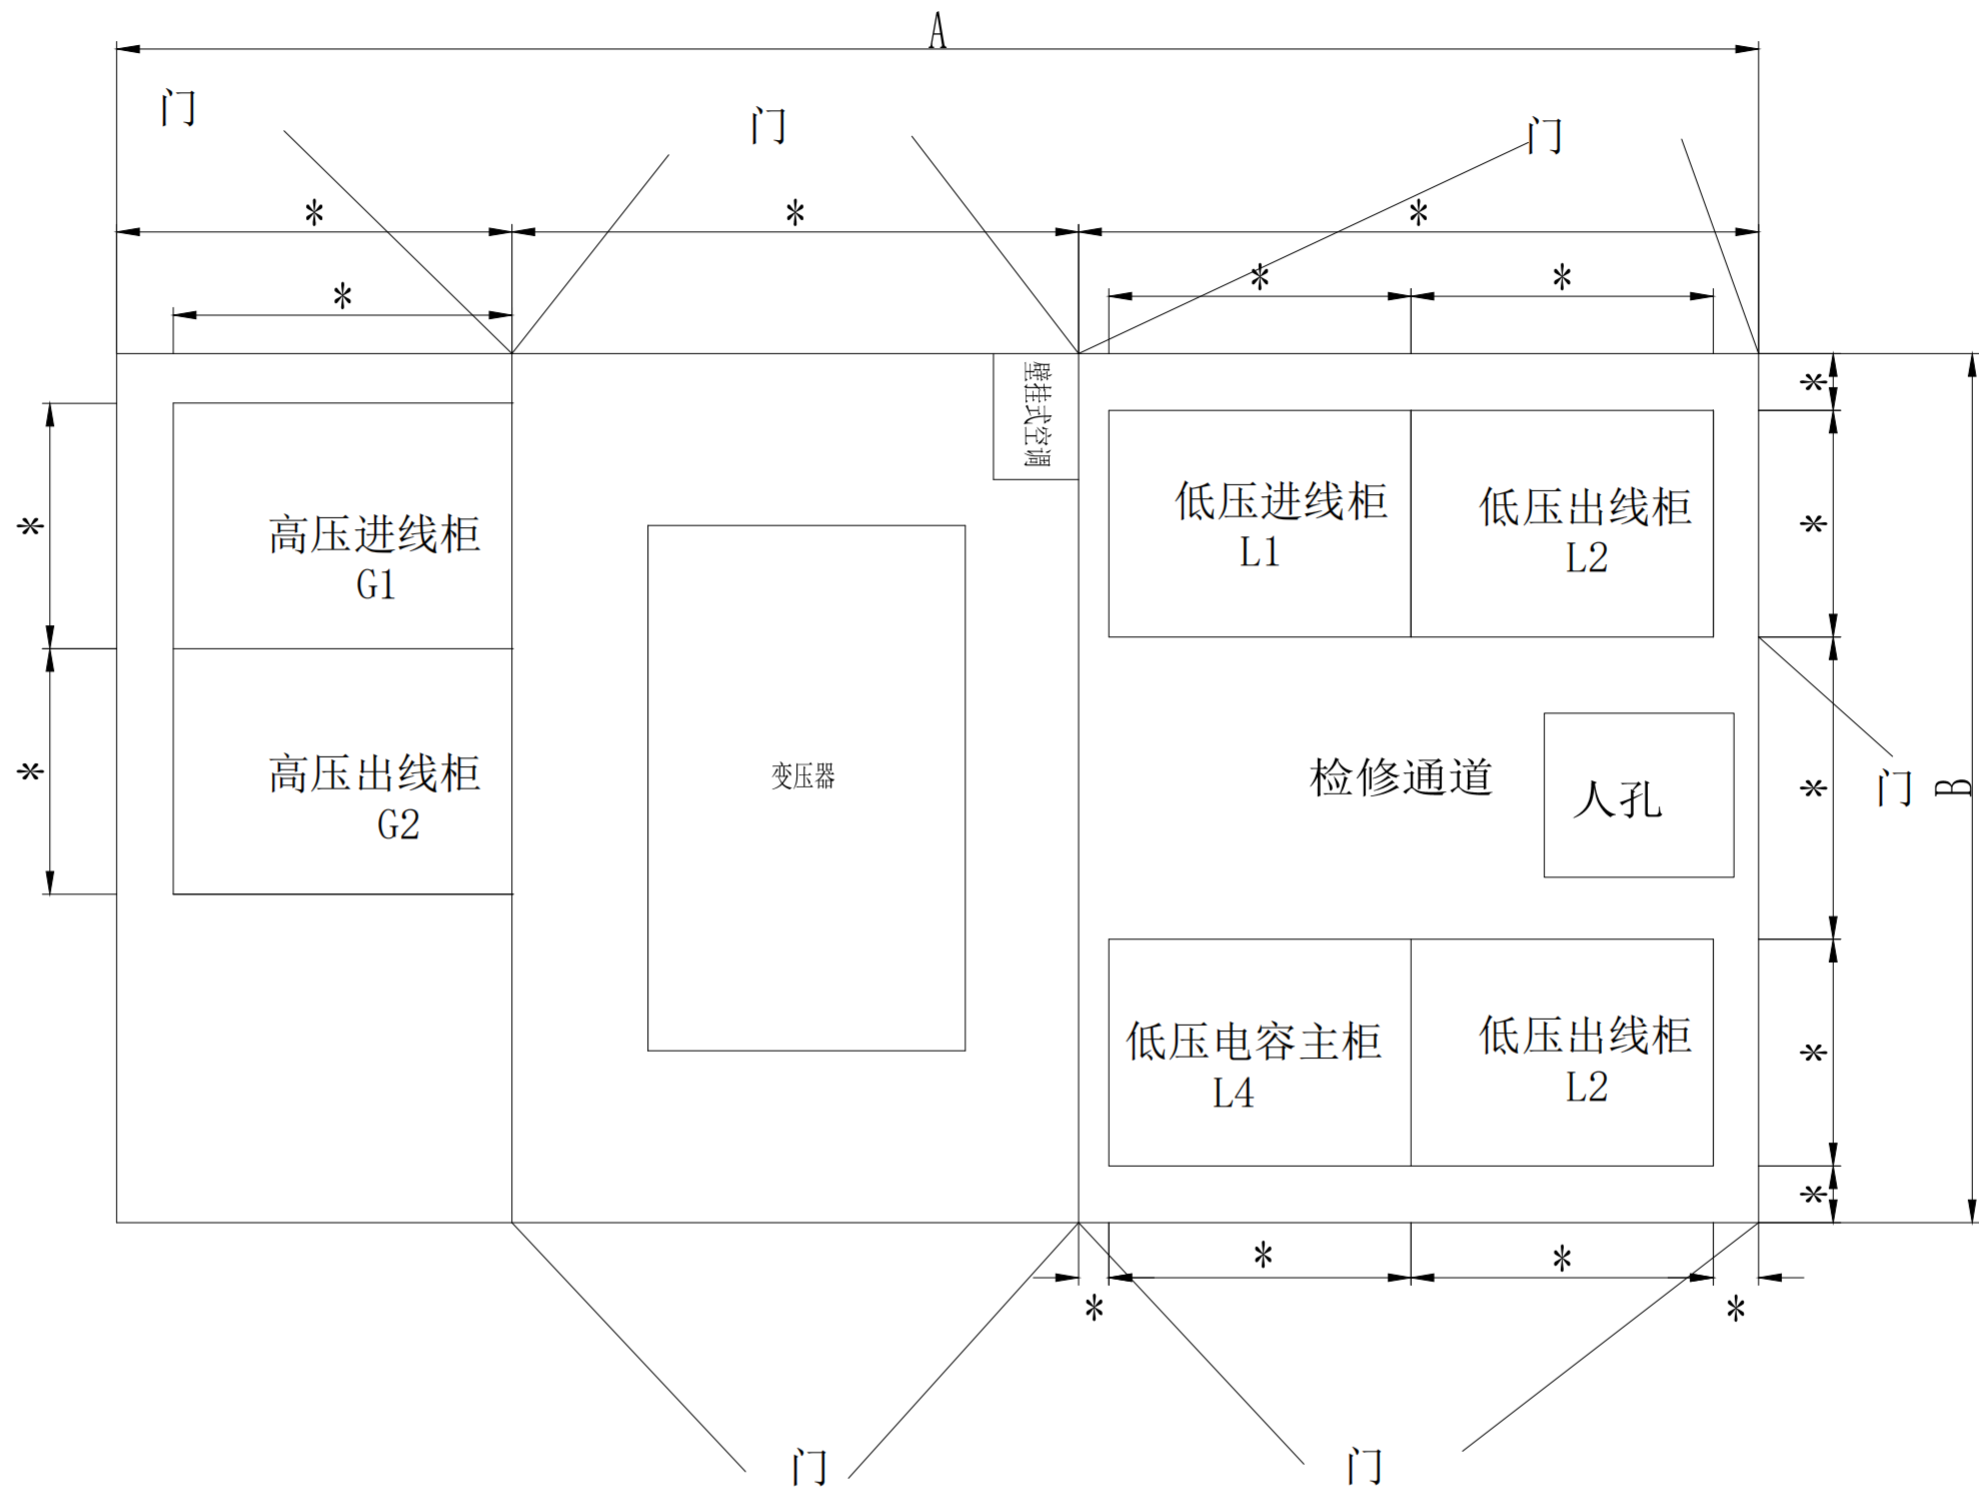 A
门
门
门
*
*
*
*
*
*
壁挂式空调
*
*
高压进线柜
G1
低压进线柜
L1
低压出线柜
L2
*
*
高压出线柜
G2
变压器
检修通道
人孔
*
门
B
低压电容主柜
L4
低压出线柜
L2
*
*
*
*
*
*
门
门